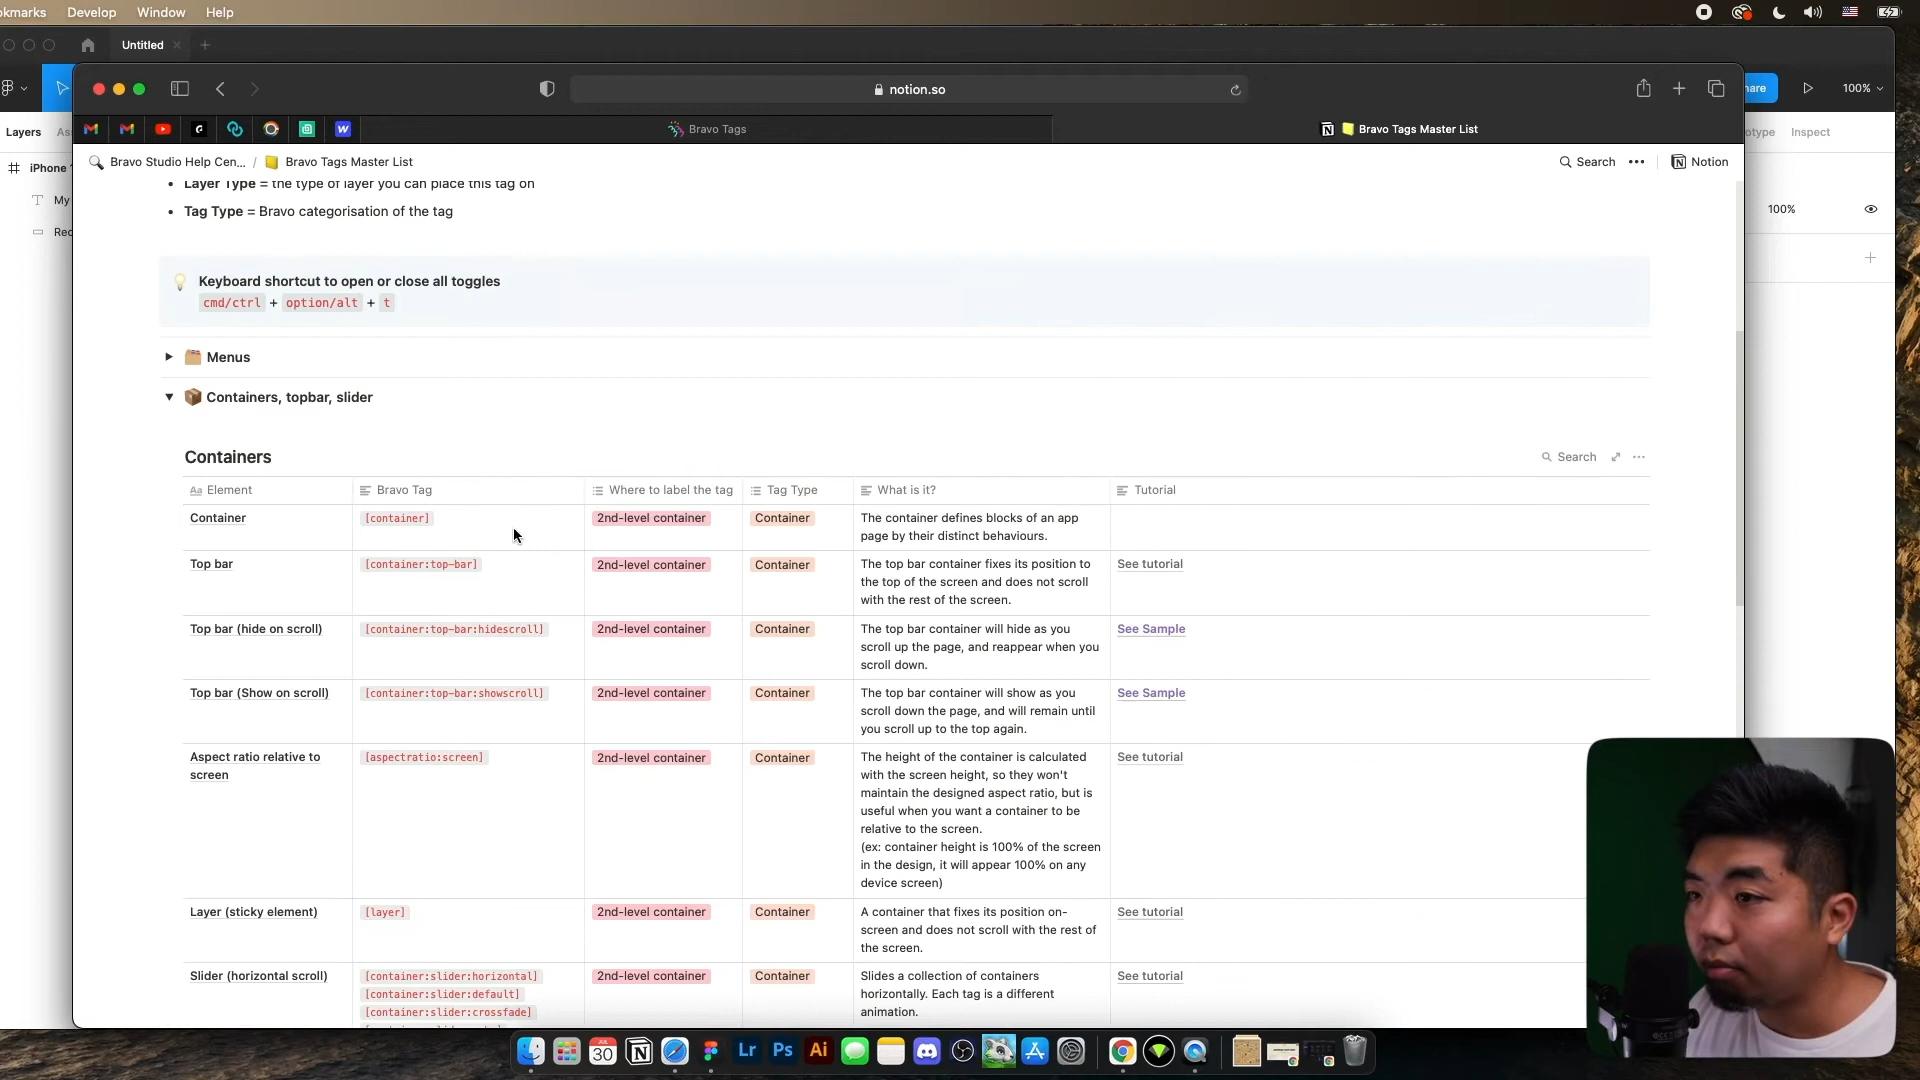 okmarks Develop Window Help
Untitled
notion.so
100%
Bravo Tags
Bravo Tags Master List
Layers
Inspect
Bravo Studio Help Cen... / Bravo Tags Master List
Search
Notion
iPhone
My
Rec
100%
Layer Type = the type of layer you can place this tag on
Tag Type = Bravo categorisation of the tag
Keyboard shortcut to open or close all toggles
cmd/ctrl + option/alt + t
Menus
Containers, topbar, slider
Containers
Search
Aa Element
Bravo Tag
Where to label the tag
Tag Type
What is it?
Tutorial
Container
[container]
2nd-level container
Container
The container defines blocks of an app
page by their distinct behaviours.
Top bar
[container:top-bar]
2nd-level container
Container
The top bar container fixes its position to
the top of the screen and does not scroll
with the rest of the screen.
See tutorial
Top bar (hide on scroll)
[container:top-bar:hidescroll]
2nd-level container
Container
The top bar container will hide as you
scroll up the page, and reappear when you
scroll down.
See Sample
Top bar (Show on scroll)
[container:top-bar:showscroll]
2nd-level container
Container
The top bar container will show as you
scroll down the page, and will remain until
you scroll up to the top again.
See Sample
Aspect ratio relative to
screen
[aspectratio:screen]
2nd-level container
Container
The height of the container is calculated
with the screen height, so they won't
maintain the designed aspect ratio, but is
useful when you want a container to be
relative to the screen.
(ex: container height is 100% of the screen
in the design, it will appear 100% on any
device screen)
See tutorial
Layer (sticky element)
[layer]
2nd-level container
Container
A container that fixes its position on-
screen and does not scroll with the rest of
the screen.
See tutorial
Slider (horizontal scroll)
[container:slider:horizontal]
[container:slider:default]
[container:slider:crossfade]
2nd-level container
Container
Slides a collection of containers
horizontally. Each tag is a different
animation.
See tutorial
JUL
30
Lr
Ps
Ai